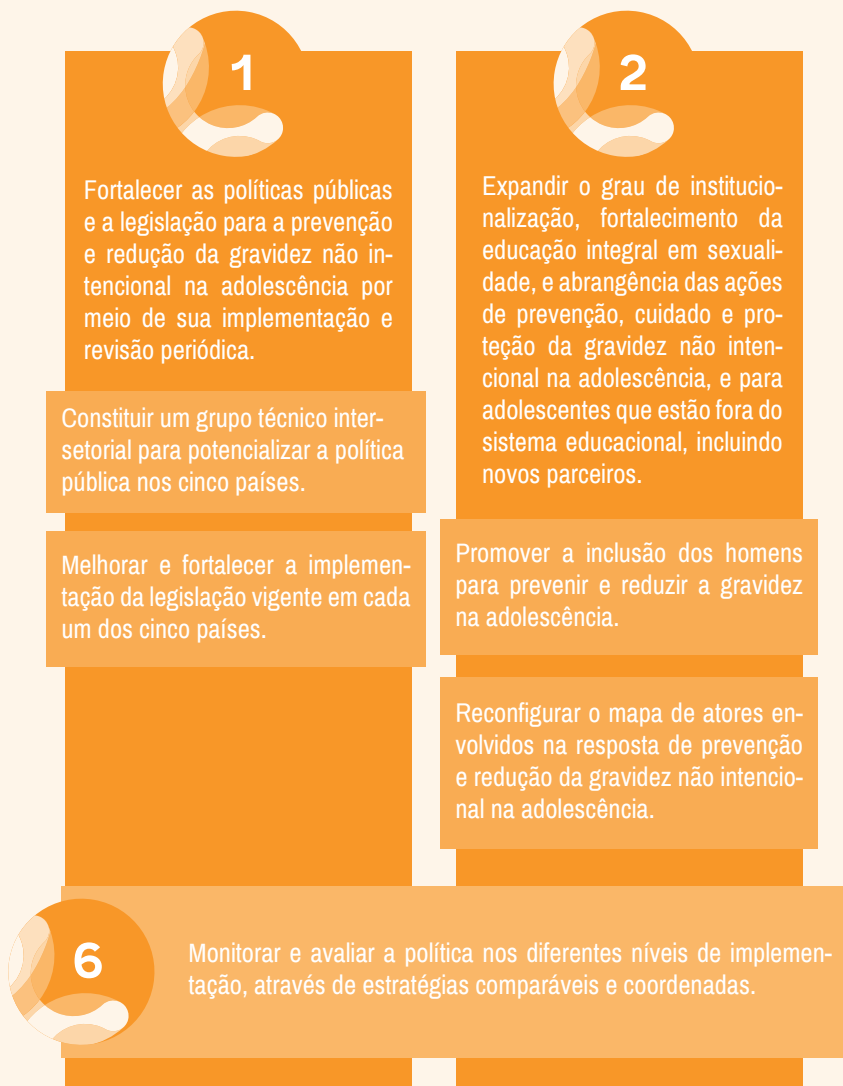 1
Fortalecer as políticas públicas
e a legislação para a prevenção
e redução da gravidez não in-
tencional na adolescência por
meio de sua implementação e
revisão periódica.
Constituir um grupo técnico inter-
setorial para potencializar a política
pública nos cinco países.
Melhorar e fortalecer a implemen-
tação da legislação vigente em cada
um dos cinco países.
2
Expandir o grau de institucio-
nalização, fortalecimento da
educação integral em sexuali-
dade, e abrangência das ações
de prevenção, cuidado e pro-
teção da gravidez não inten-
cional na adolescência, e para
adolescentes que estão fora do
sistema educacional, incluindo
novos parceiros.
Promover a inclusão dos homens
para prevenir e reduzir a gravidez
na adolescência.
Reconfigurar o mapa de atores en-
volvidos na resposta de prevenção
e redução da gravidez não intencio-
nal na adolescência.
6
Monitorar e avaliar a política nos diferentes níveis de implemen-
tação, através de estratégias comparáveis e coordenadas.